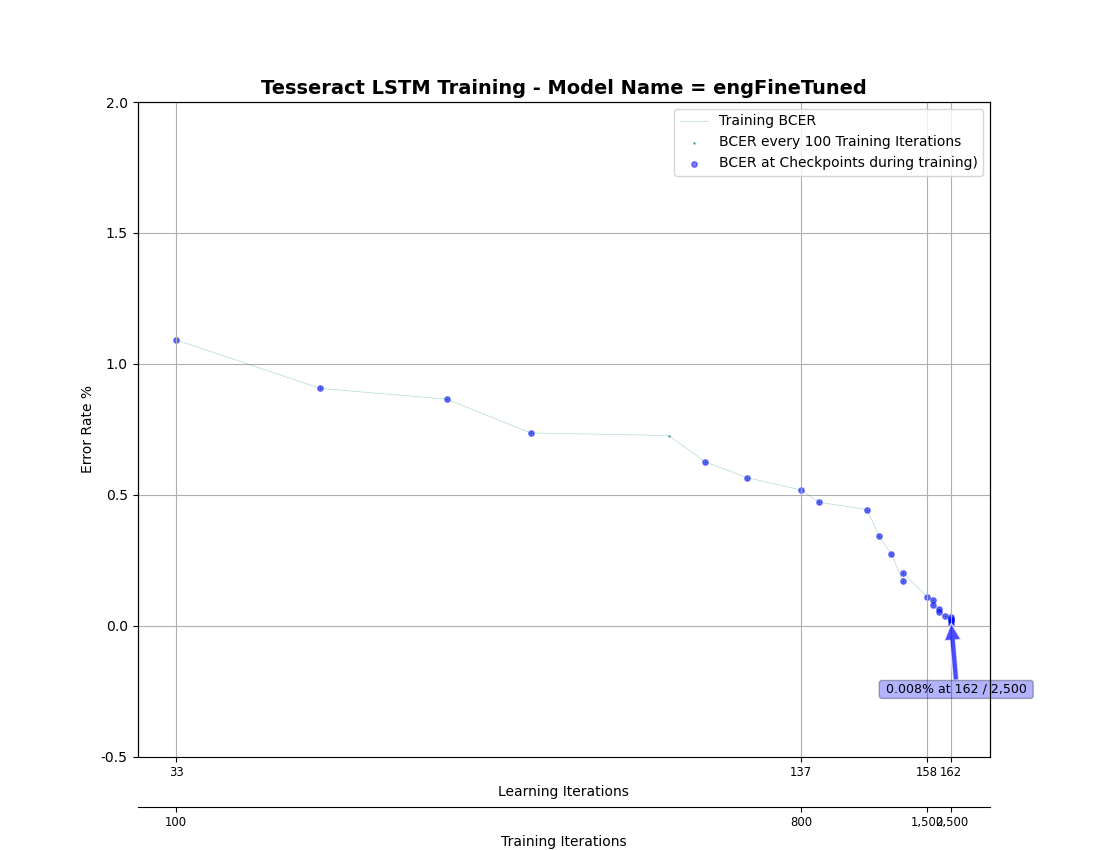 Tesseract LSTM Training - Model Name = engFineTuned
2.0
Training BCER
BCER every 100 Training Iterations
BCER at Checkpoints during training)
1.5
1.0
Error Rate %
0.5
0.0
0.008% at 162 / 2,500
-0.5
33 137 158 162
Learning Iterations
100 800 1,500 2,500
Training Iterations